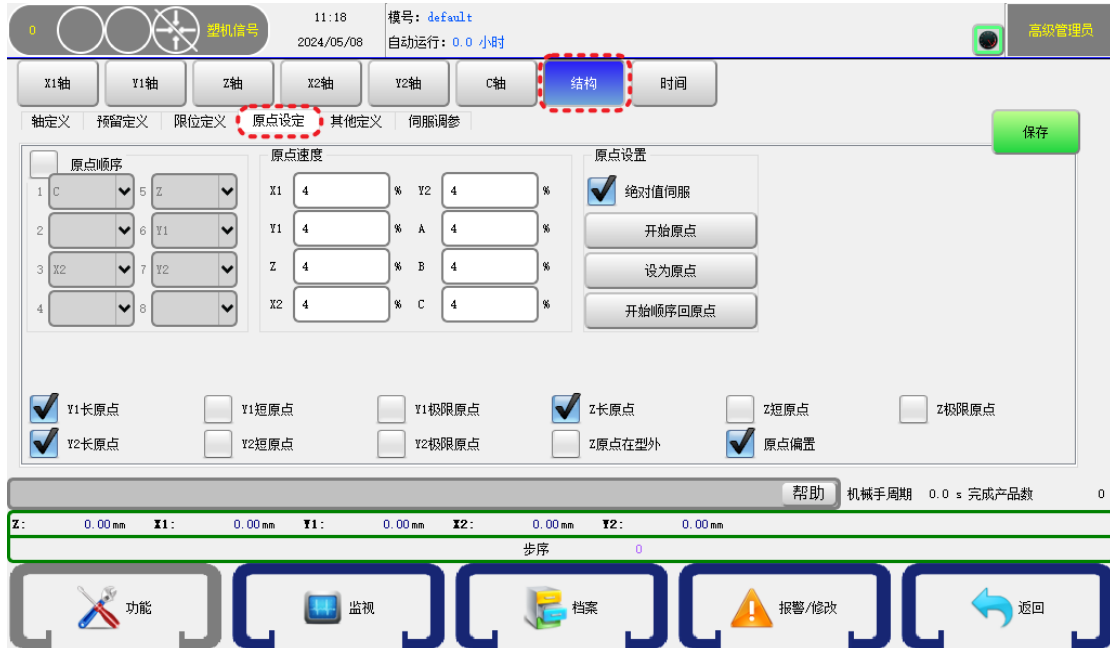 0 塑机信号 11:18 模号: default 高级管理员
2024/05/08 自动运行: 0.0 小时
X1轴 Y1轴 Z轴 X2轴 Y2轴 C轴 结构 时间
轴定义 预留定义 限位定义 原点设定 其他定义 伺服调参 保存
原点顺序 原点速度 原点设置
1 C 5 Z X1 4 % Y2 4 % 绝对值伺服
2 6 Y1 Y1 4 % A 4 % 开始原点
3 X2 7 Y2 Z 4 % B 4 % 设为原点
4 8 X2 4 % C 4 % 开始顺序回原点
Y1长原点 Y1短原点 Y1极限原点 Z长原点 Z短原点 Z极限原点
Y2长原点 Y2短原点 Y2极限原点 Z原点在型外 原点偏置
帮助 机械手周期 0.0 s 完成产品数 0
Z: 0.00mm X1: 0.00mm Y1: 0.00mm X2: 0.00mm Y2: 0.00mm
步序 0
功能 监视 档案 报警/修改 返回